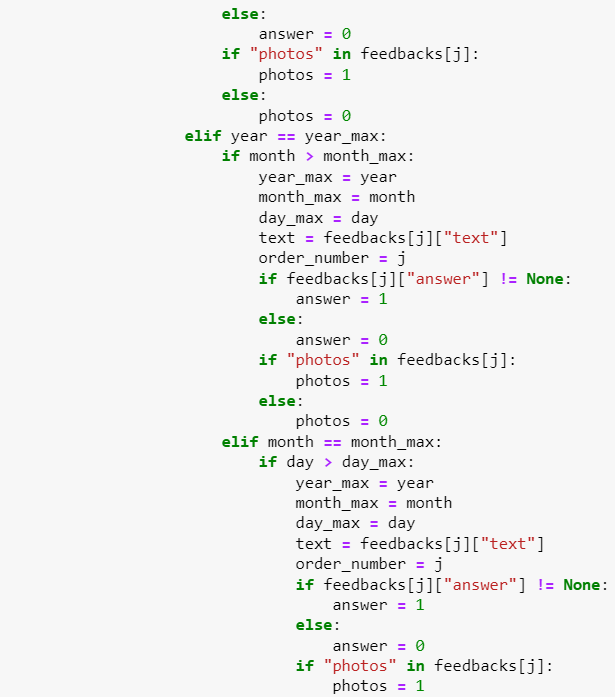 else:
answer = 0
if "photos" in feedbacks[j]:
photos = 1
else:
photos = 0
elif year == year_max:
if month > month_max:
year_max = year
month_max = month
day_max = day
text = feedbacks[j]["text"]
order_number = j
if feedbacks[j]["answer"] != None:
answer = 1
else:
answer = 0
if "photos" in feedbacks[j]:
photos = 1
else:
photos = 0
elif month == month_max:
if day > day_max:
year_max = year
month_max = month
day_max = day
text = feedbacks[j]["text"]
order_number = j
if feedbacks[j]["answer"] != None:
answer = 1
else:
answer = 0
if "photos" in feedbacks[j]:
photos = 1